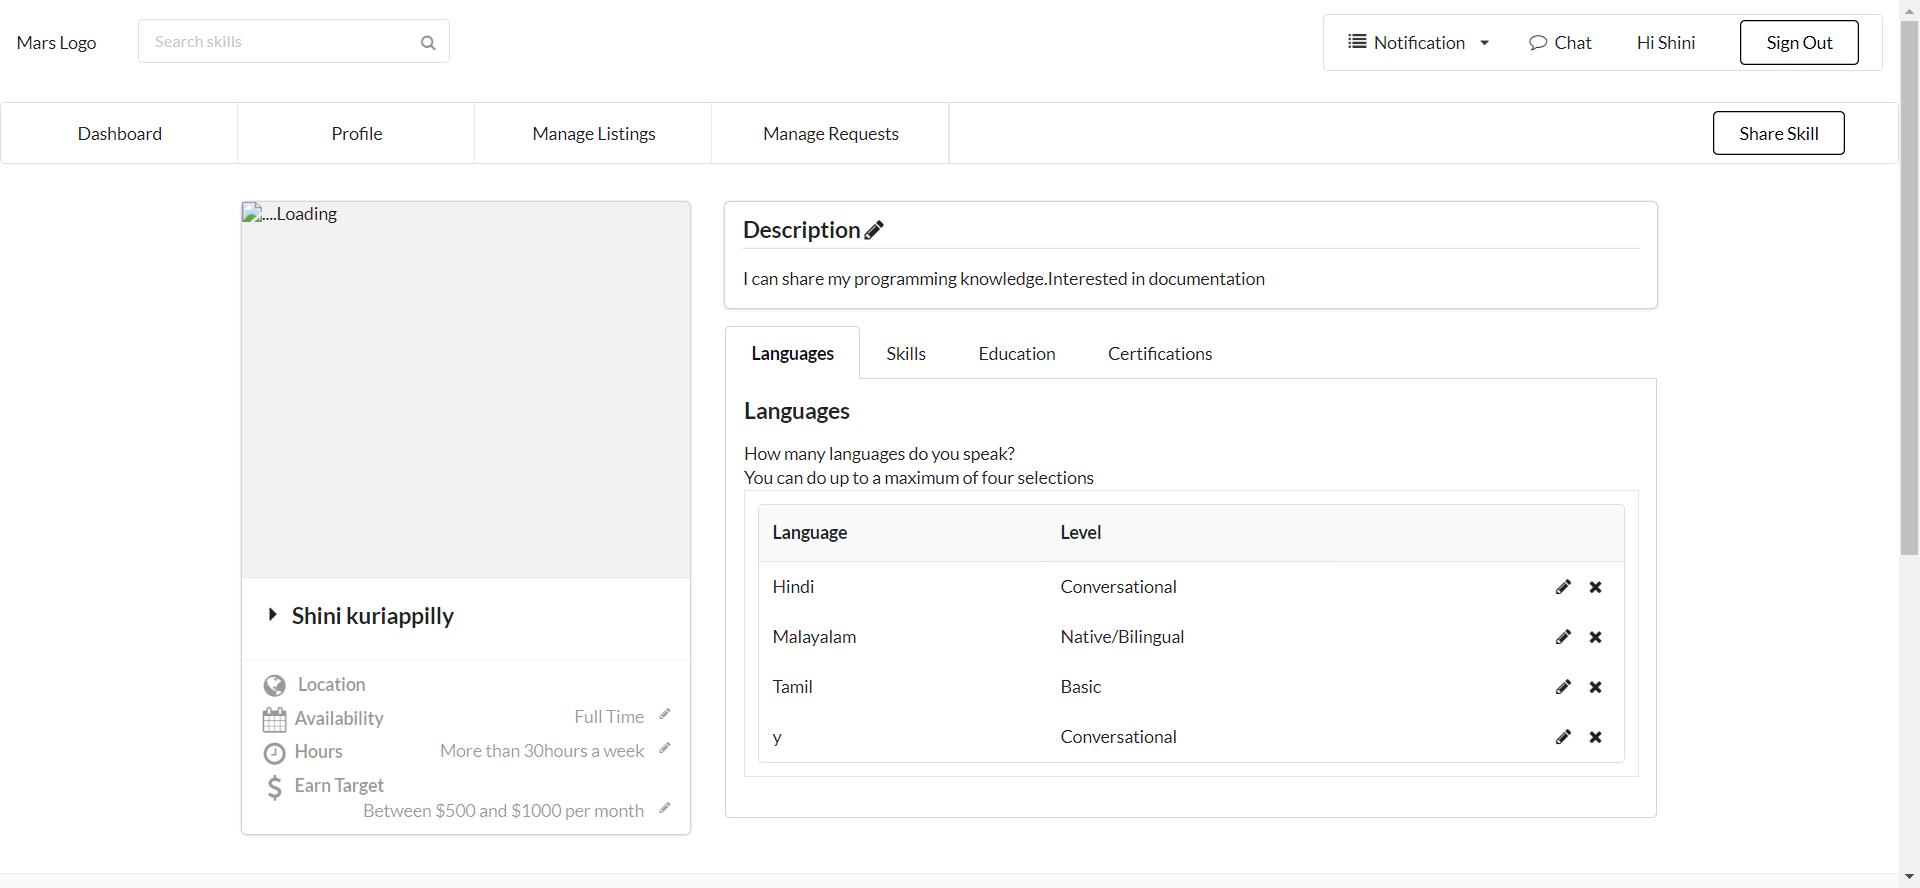 Mars Logo
Search skills
Notification
Chat
Hi Shini
Sign Out
Dashboard
Profile
Manage Listings
Manage Requests
Share Skill
....Loading
Shini kuriappilly
Location
Availability
Full Time
Hours
More than 30hours a week
Earn Target
Between $500 and $1000 per month
Description
I can share my programming knowledge.Interested in documentation
Languages
Skills
Education
Certifications
Languages
How many languages do you speak?
You can do up to a maximum of four selections
Language Level
Hindi Conversational
Malayalam Native/Bilingual
Tamil Basic
y Conversational